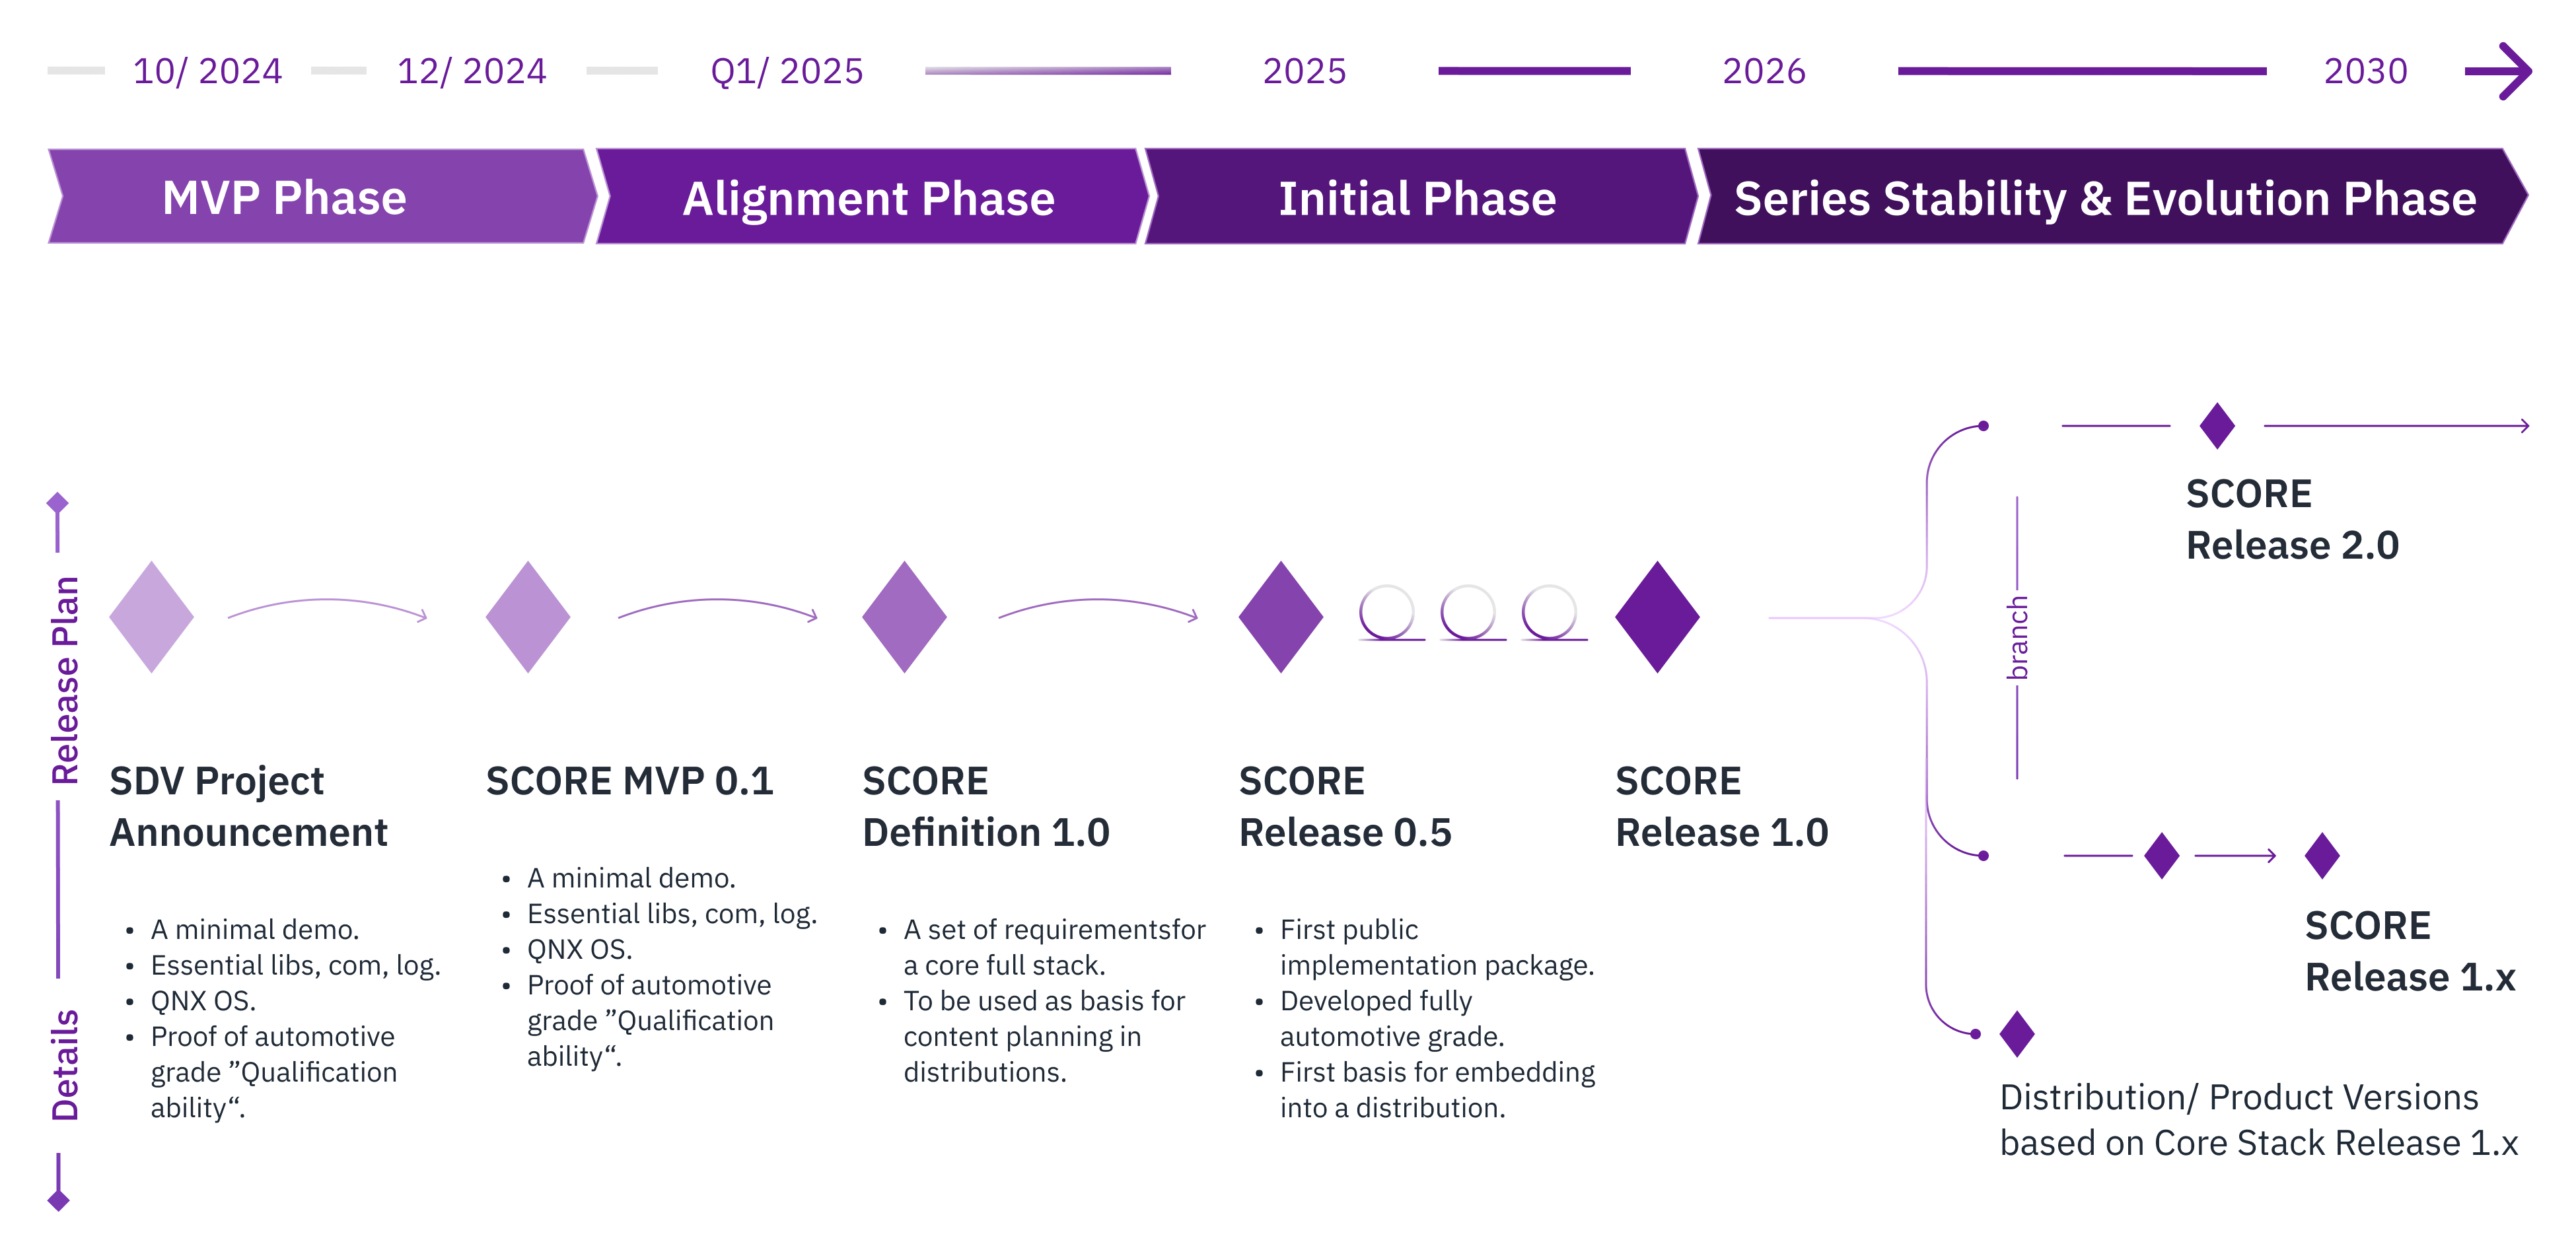 10/ 2024
12/ 2024
Q1/ 2025
2025
2026
2030
MVP Phase
Alignment Phase
Initial Phase
Series Stability & Evolution Phase
Release Plan
Details
SDV Project
Announcement
• A minimal demo.
• Essential libs, com, log.
• QNX OS.
• Proof of automotive
grade ”Qualification
ability“.
SCORE MVP 0.1
• A minimal demo.
• Essential libs, com, log.
• QNX OS.
• Proof of automotive
grade ”Qualification
ability“.
SCORE
Definition 1.0
• A set of requirementsfor
a core full stack.
• To be used as basis for
content planning in
distributions.
SCORE
Release 0.5
• First public
implementation package.
• Developed fully
automotive grade.
• First basis for embedding
into a distribution.
SCORE
Release 1.0
branch
SCORE
Release 2.0
SCORE
Release 1.x
Distribution/ Product Versions
based on Core Stack Release 1.x